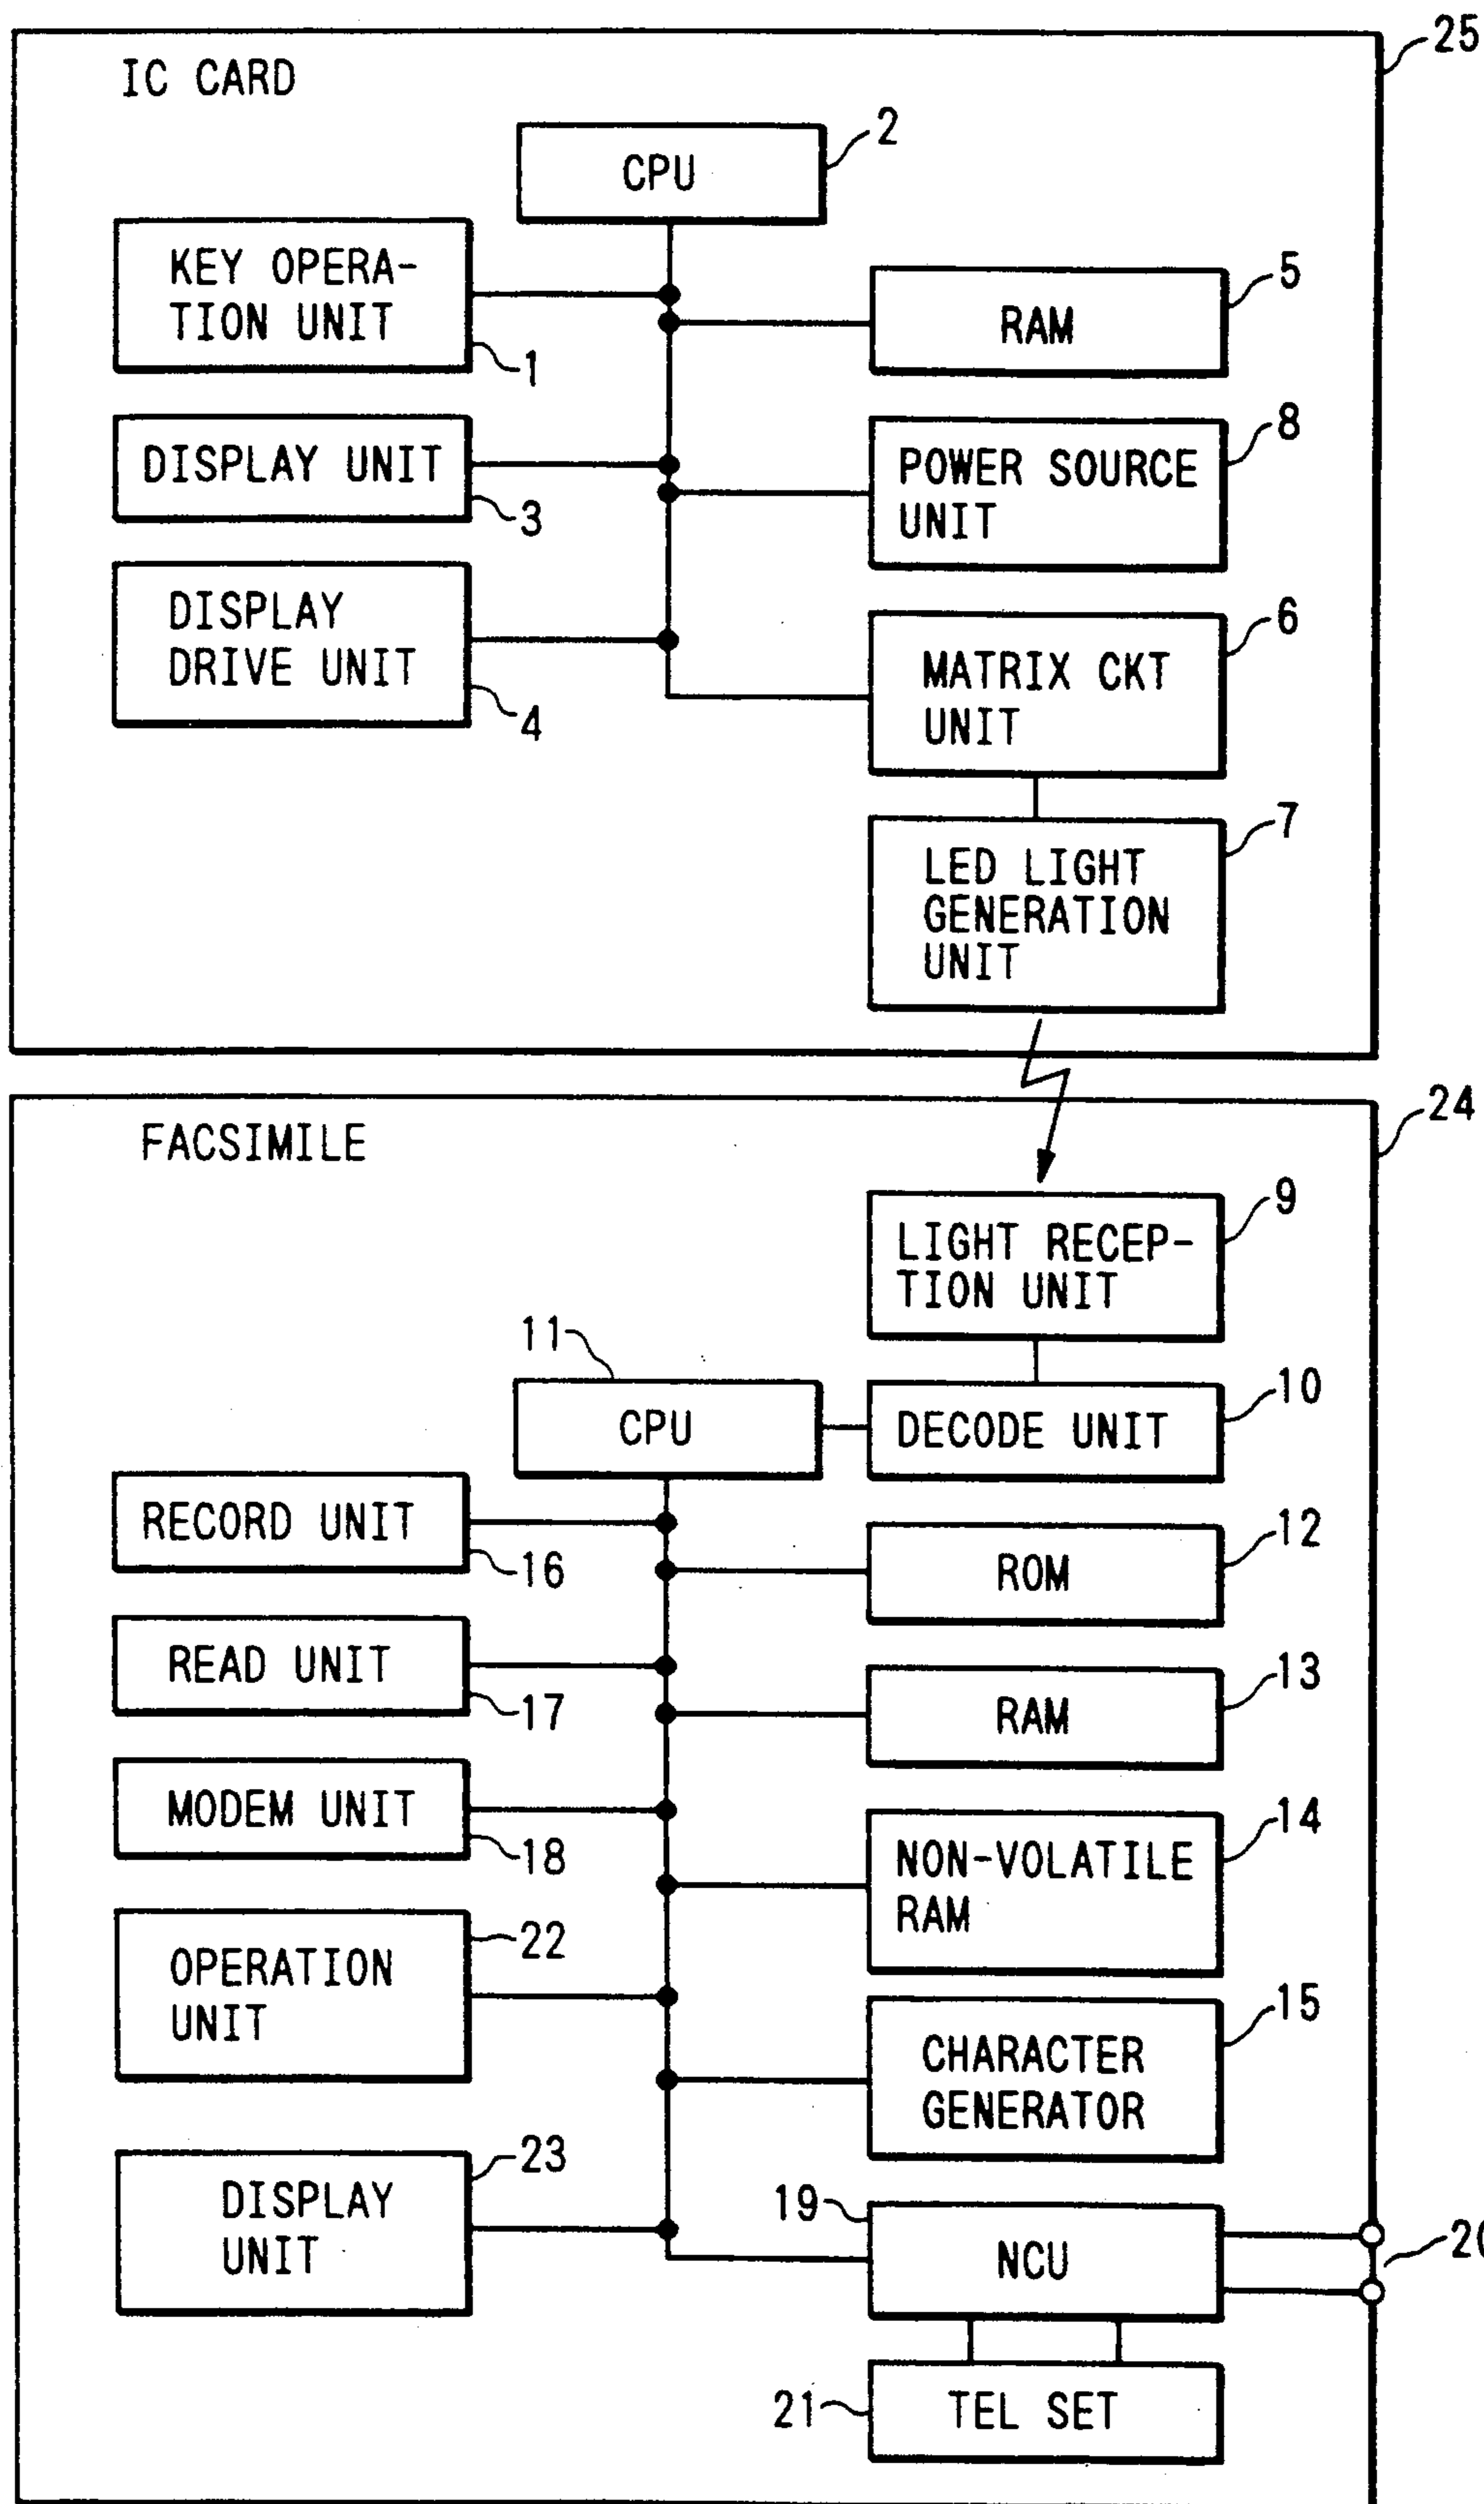 25
IC CARD
2
CPU
KEY OPERA-
TION UNIT
1
5
RAM
DISPLAY UNIT
3
8
POWER SOURCE
UNIT
DISPLAY
DRIVE UNIT
4
6
MATRIX CKT
UNIT
7
LED LIGHT
GENERATION
UNIT
24
FACSIMILE
9
LIGHT RECEP-
TION UNIT
11
CPU
10
DECODE UNIT
RECORD UNIT
16
12
ROM
READ UNIT
17
13
RAM
MODEM UNIT
18
14
NON-VOLATILE
RAM
22
OPERATION
UNIT
15
CHARACTER
GENERATOR
23
DISPLAY
UNIT
19
NCU
21
TEL SET